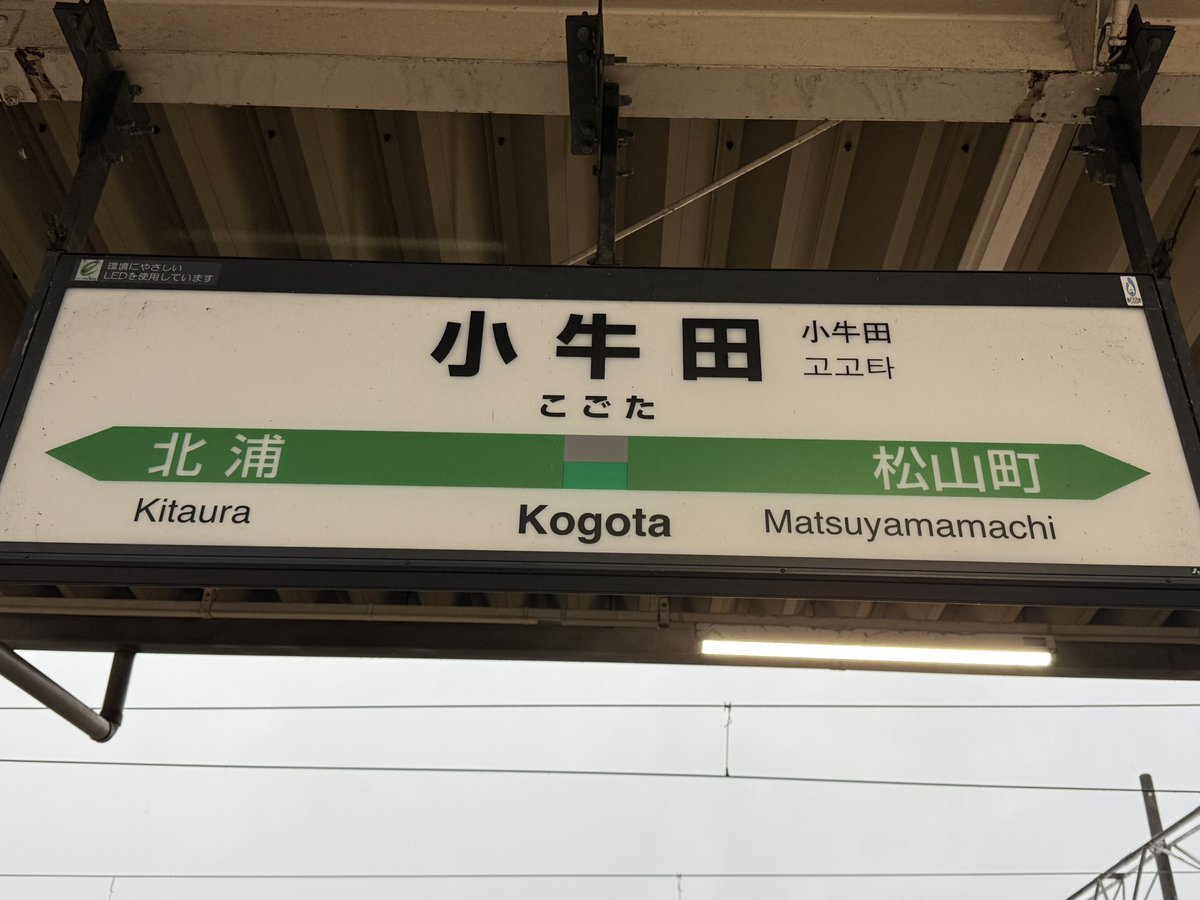 環境にやさしい
LEDを使用しています
小牛田
小牛田
고고타
こごた
北浦
松山町
Kitaura
Kogota
Matsuyamamachi